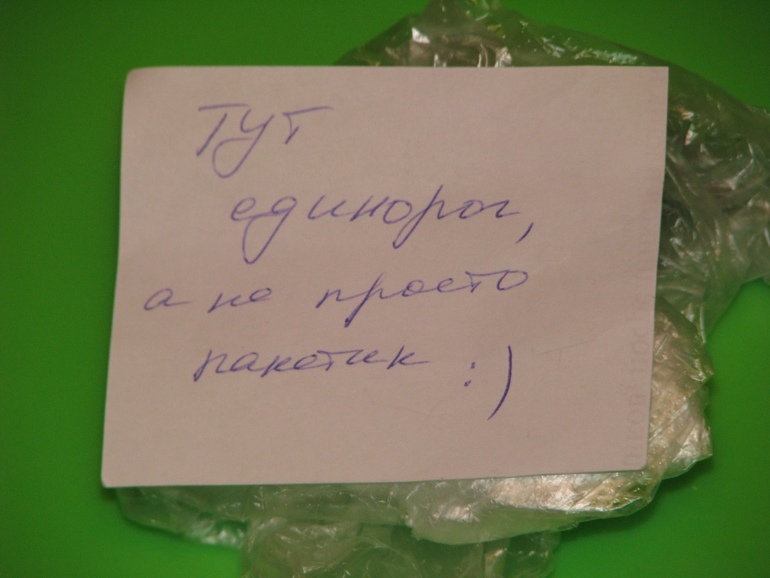 Тут
единорог,
а не просто
пакетик :)